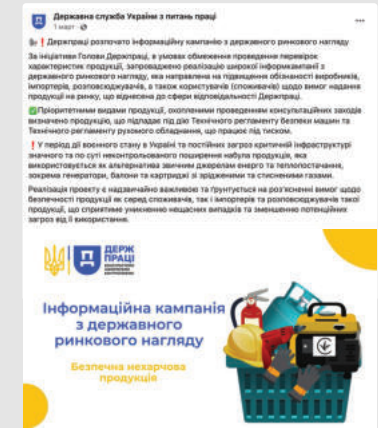 Державна служба України з питань праці
1 март ·
❗ Держпраці розпочато інформаційну кампанію з державного ринкового нагляду
За ініціативи Голови Держпраці, в умовах обмеження проведення перевірок
характеристик продукції, запроваджено реалізацію широкої інформкампанії з
державного ринкового нагляду, яка направлена на підвищення обізнаності виробників,
імпортерів, розповсюджувачів, а також користувачів (споживачів) щодо вимог надання
продукції на ринку, що віднесена до сфери відповідальності Держпраці.
✅Пріоритетними видами продукції, охопленими проведенням консультаційних заходів
визначено продукцію, що підпадає під дію Технічного регламенту безпеки машин та
Технічного регламенту рухомого обладнання, що працює під тиском.
❗У період дії воєнного стану в Україні та постійних загроз критичній інфраструктурі
значного та по суті неконтрольованого поширення набула продукція, яка
використовується як альтернатива звичним джерелам енерго та теплопостачання,
зокрема генератори, балони та картриджі зі зрідженими та стисненими газами.
Реалізація проекту є надзвичайно важливою та ґрунтується на роз'ясненні вимог щодо
безпечності продукції як серед споживачів, так і імпортерів та розповсюджувачів такої
продукції, що сприятиме уникненню нещасних випадків та зменшенню потенційних
загроз від її використання.
ДЕРЖ
ПРАЦІ
Інформаційна кампанія
з державного
ринкового нагляду
Безпечна нехарчова
продукція